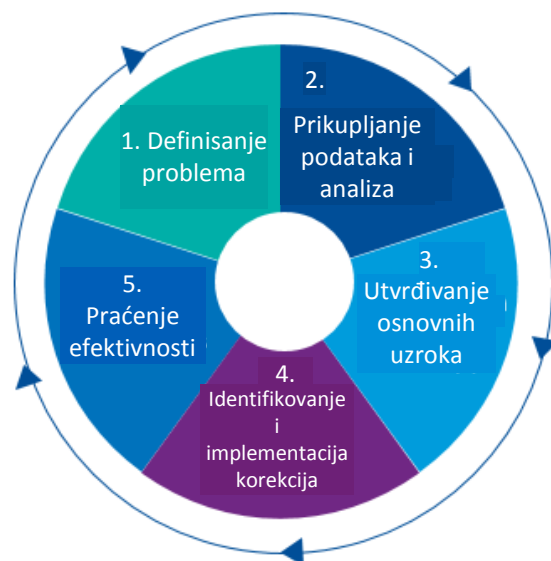 1. Definisanje
problema
2.
Prikupljanje
podataka i
analiza
3.
Utvrđivanje
osnovnih
uzroka
4.
Identifikovanje
i
implementacija
korekcija
5.
Praćenje
efektivnosti